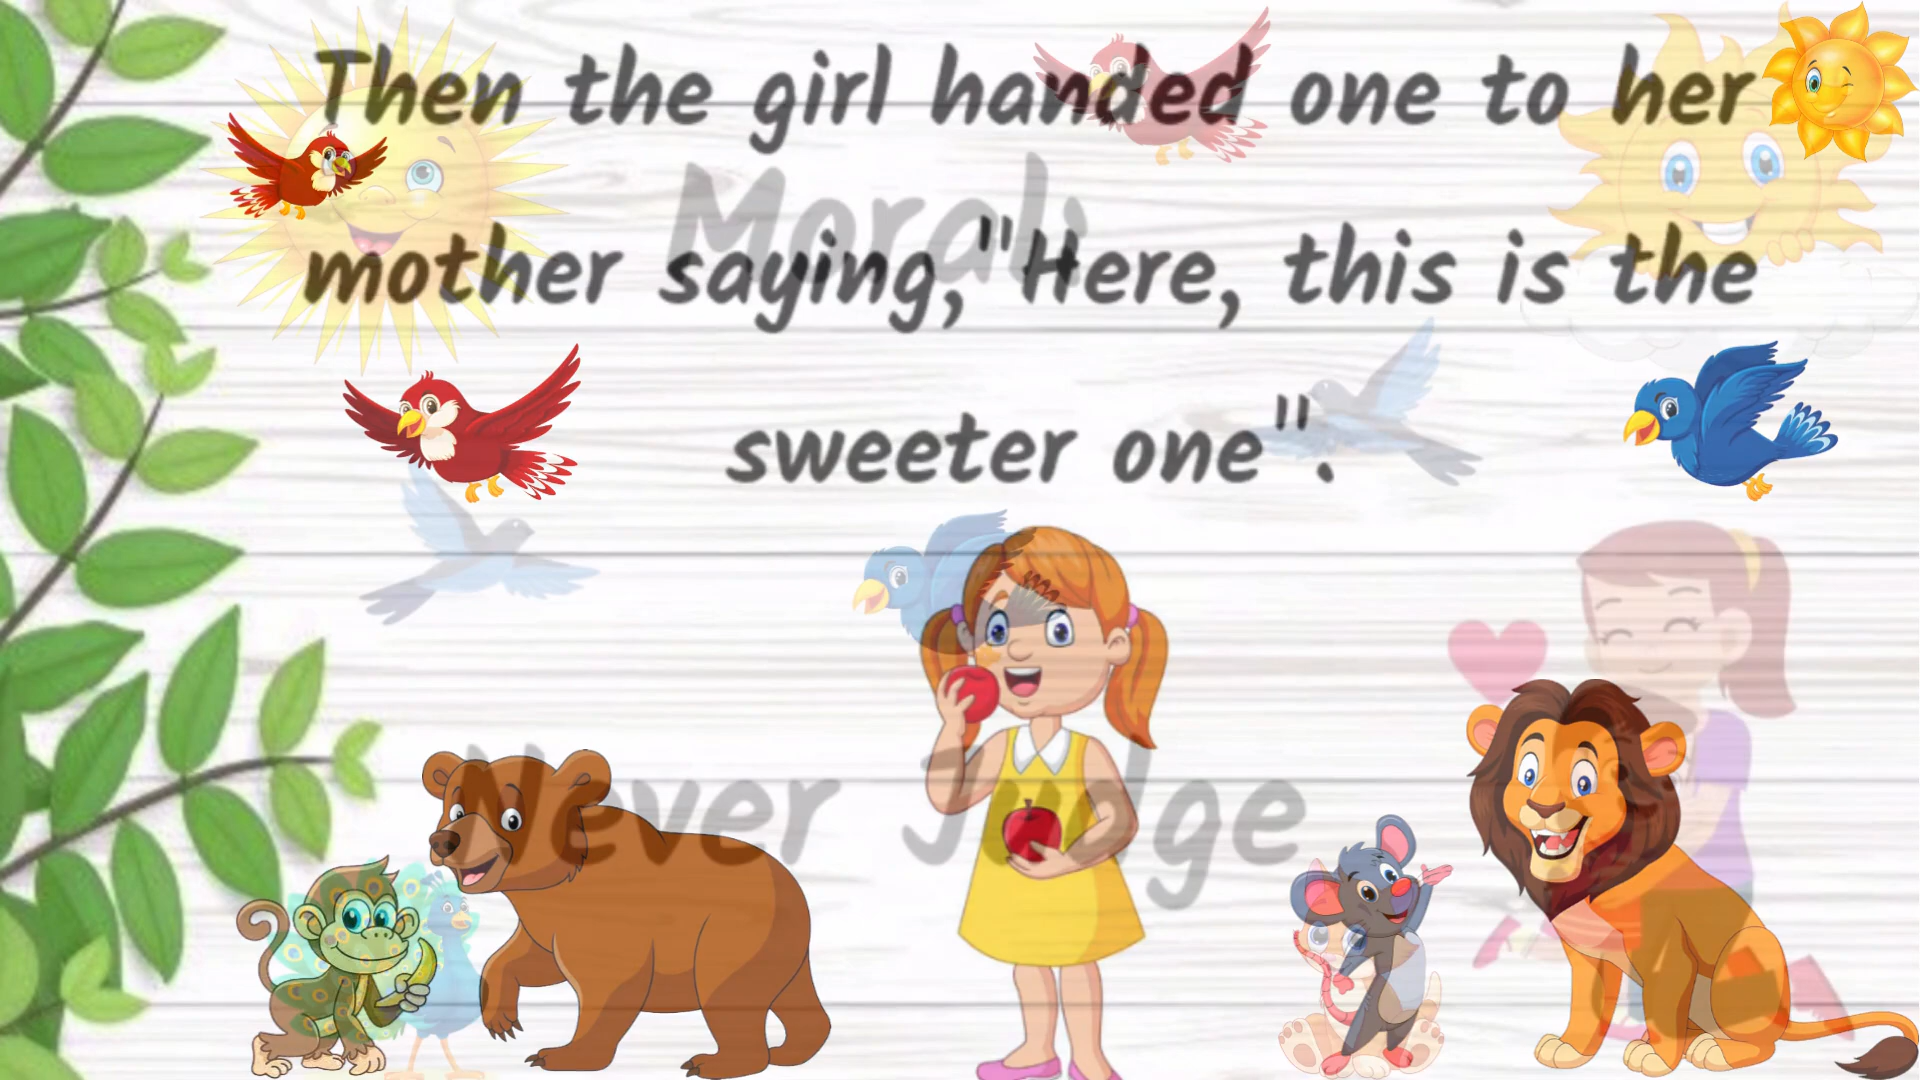 Then the girl handed one to her
Moral:
mother saying,"Here, this is the
sweeter one".
Never Judge